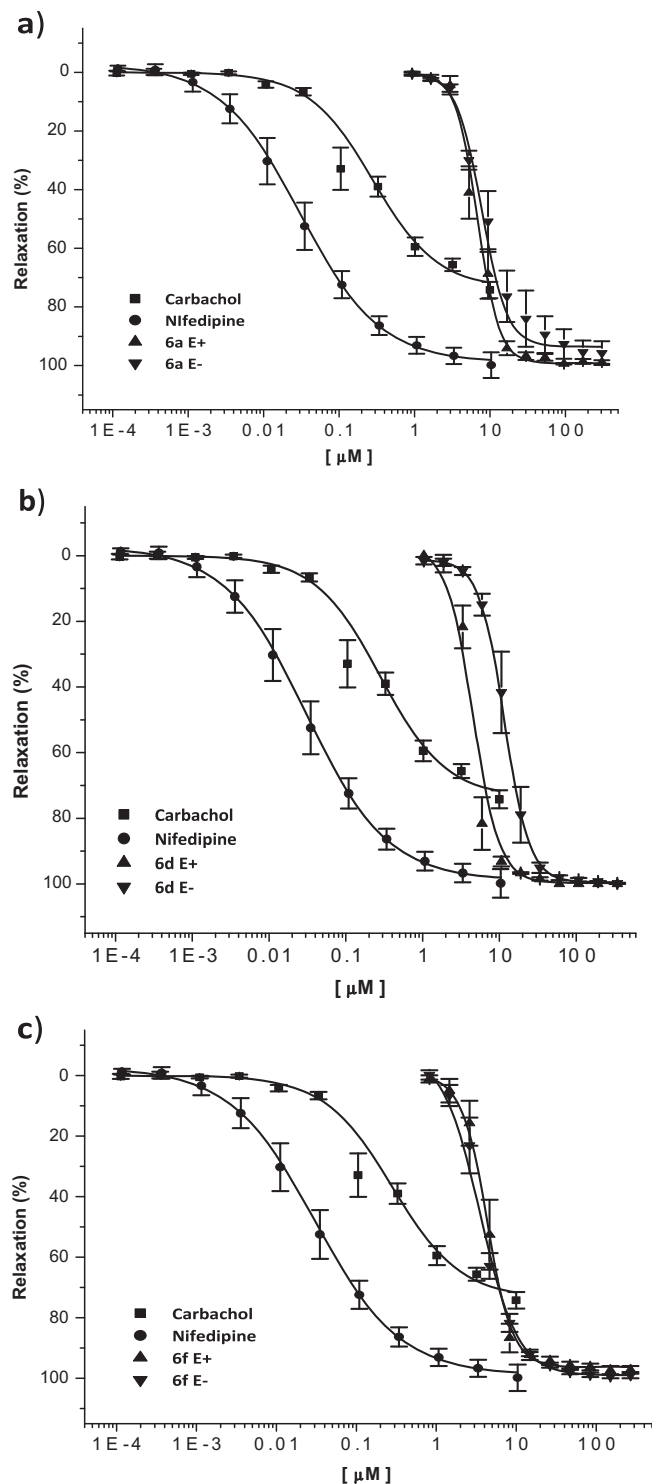 a)
0
20
40
60
80
100
Relaxation (%)
Carbachol
NIfedipine
6a E+
6a E-
1E-4 1E-3 0.01 0.1 1 10 100
[ µM ]
b)
0
20
40
60
80
100
Relaxation (%)
Carbachol
Nifedipine
6d E+
6d E-
1E-4 1E-3 0.01 0.1 1 10 100
[ µM ]
c)
0
20
40
60
80
100
Relaxation (%)
Carbachol
Nifedipine
6f E+
6f E-
1E-4 1E-3 0.01 0.1 1 10 100
[ µM ]